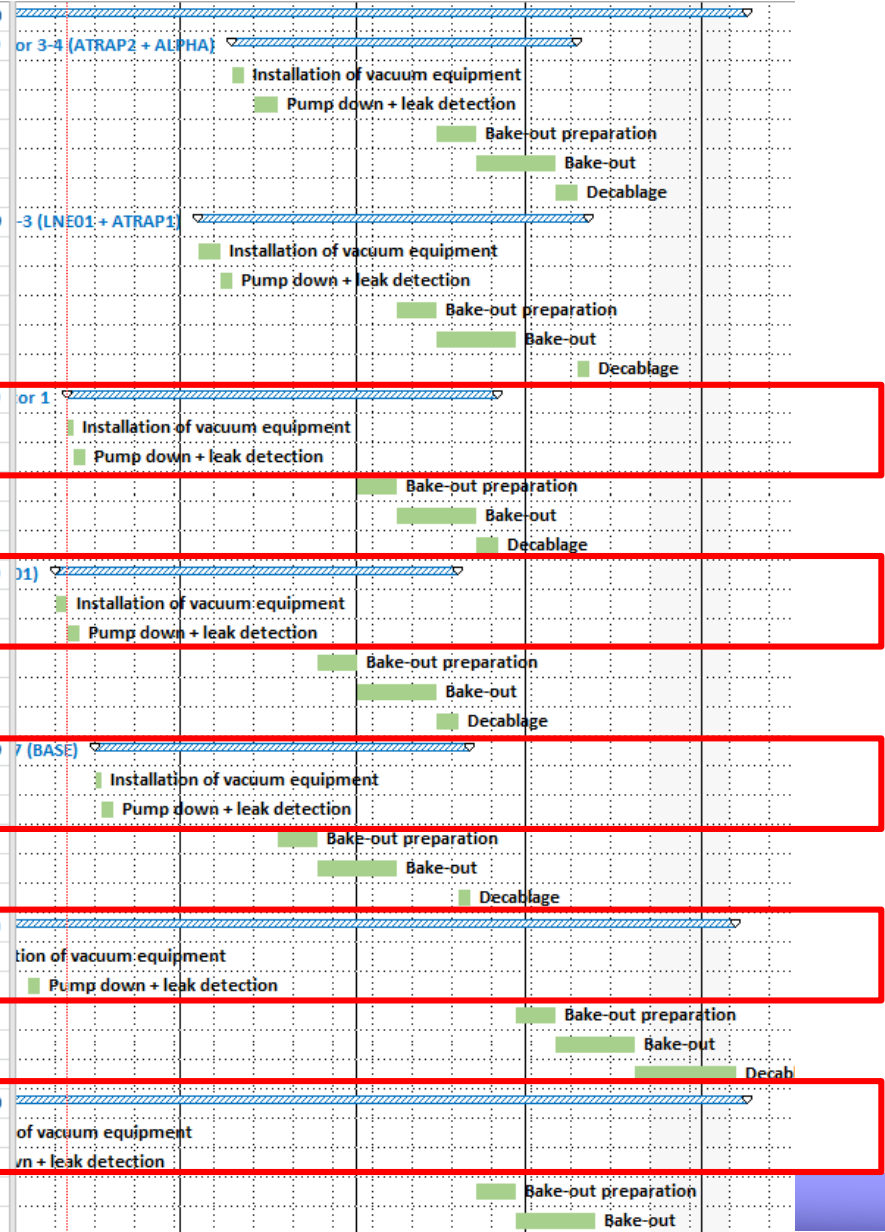 or 3-4 (ATRAP2 + ALPHA)
Installation of vacuum equipment
Pump down + leak detection
Bake-out preparation
Bake-out
Decablage
-3 (LNE01 + ATRAP1)
Installation of vacuum equipment
Pump down + leak detection
Bake-out preparation
Bake-out
Decablage
or 1
Installation of vacuum equipment
Pump down + leak detection
Bake-out preparation
Bake-out
Decablage
01)
Installation of vacuum equipment
Pump down + leak detection
Bake-out preparation
Bake-out
Decablage
7 (BASE)
Installation of vacuum equipment
Pump down + leak detection
Bake-out preparation
Bake-out
Decablage
tion of vacuum equipment
Pump down + leak detection
Bake-out preparation
Bake-out
Decabl
of vacuum equipment
vn + leak detection
Bake-out preparation
Bake-out